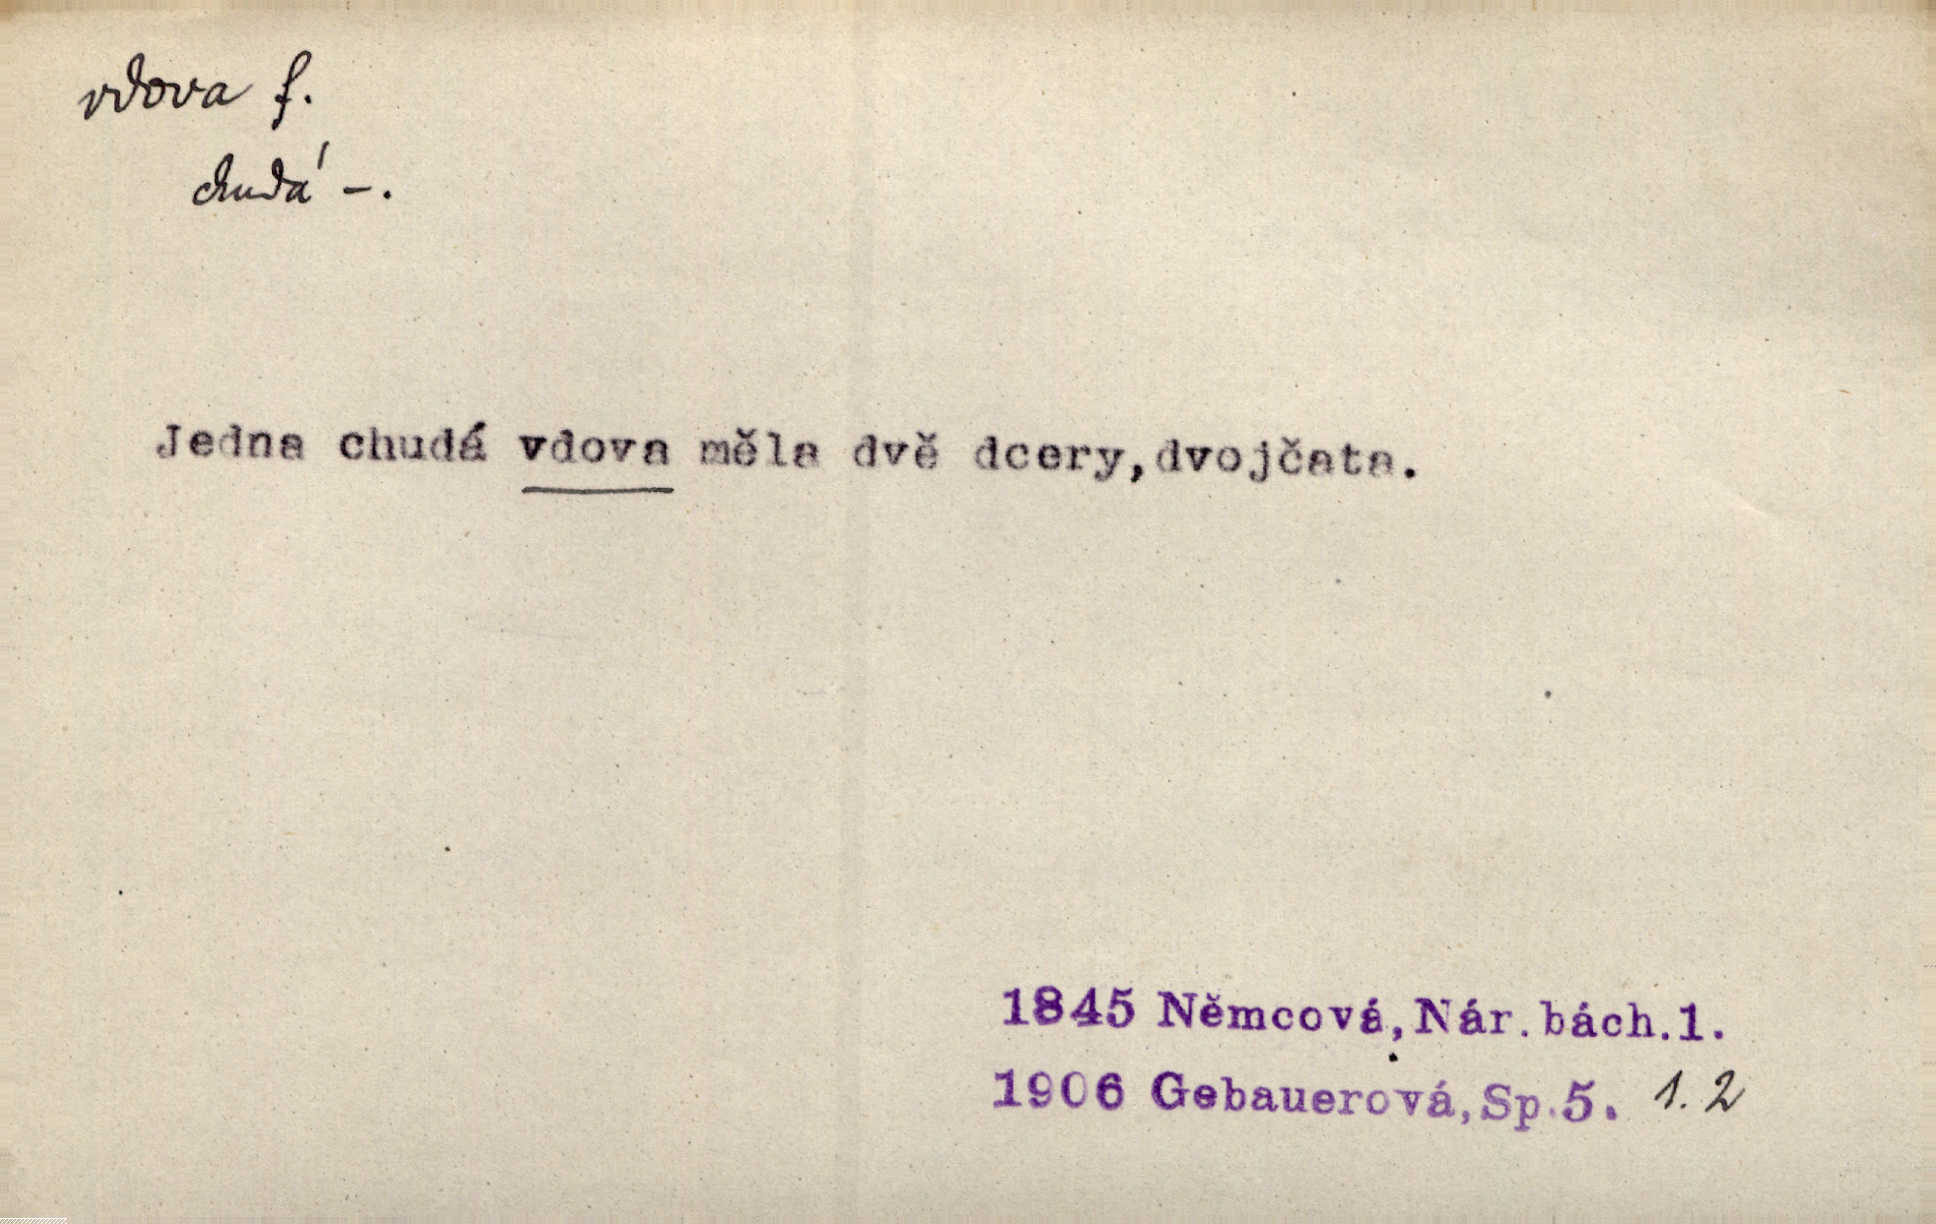 vdova f.
chudá –.
Jedna chudá vdova měla dvě dcery, dvojčata.
1845 Němcová, Nár. bách. 1.
1906 Gebauerová, Sp. 5. 1. 2